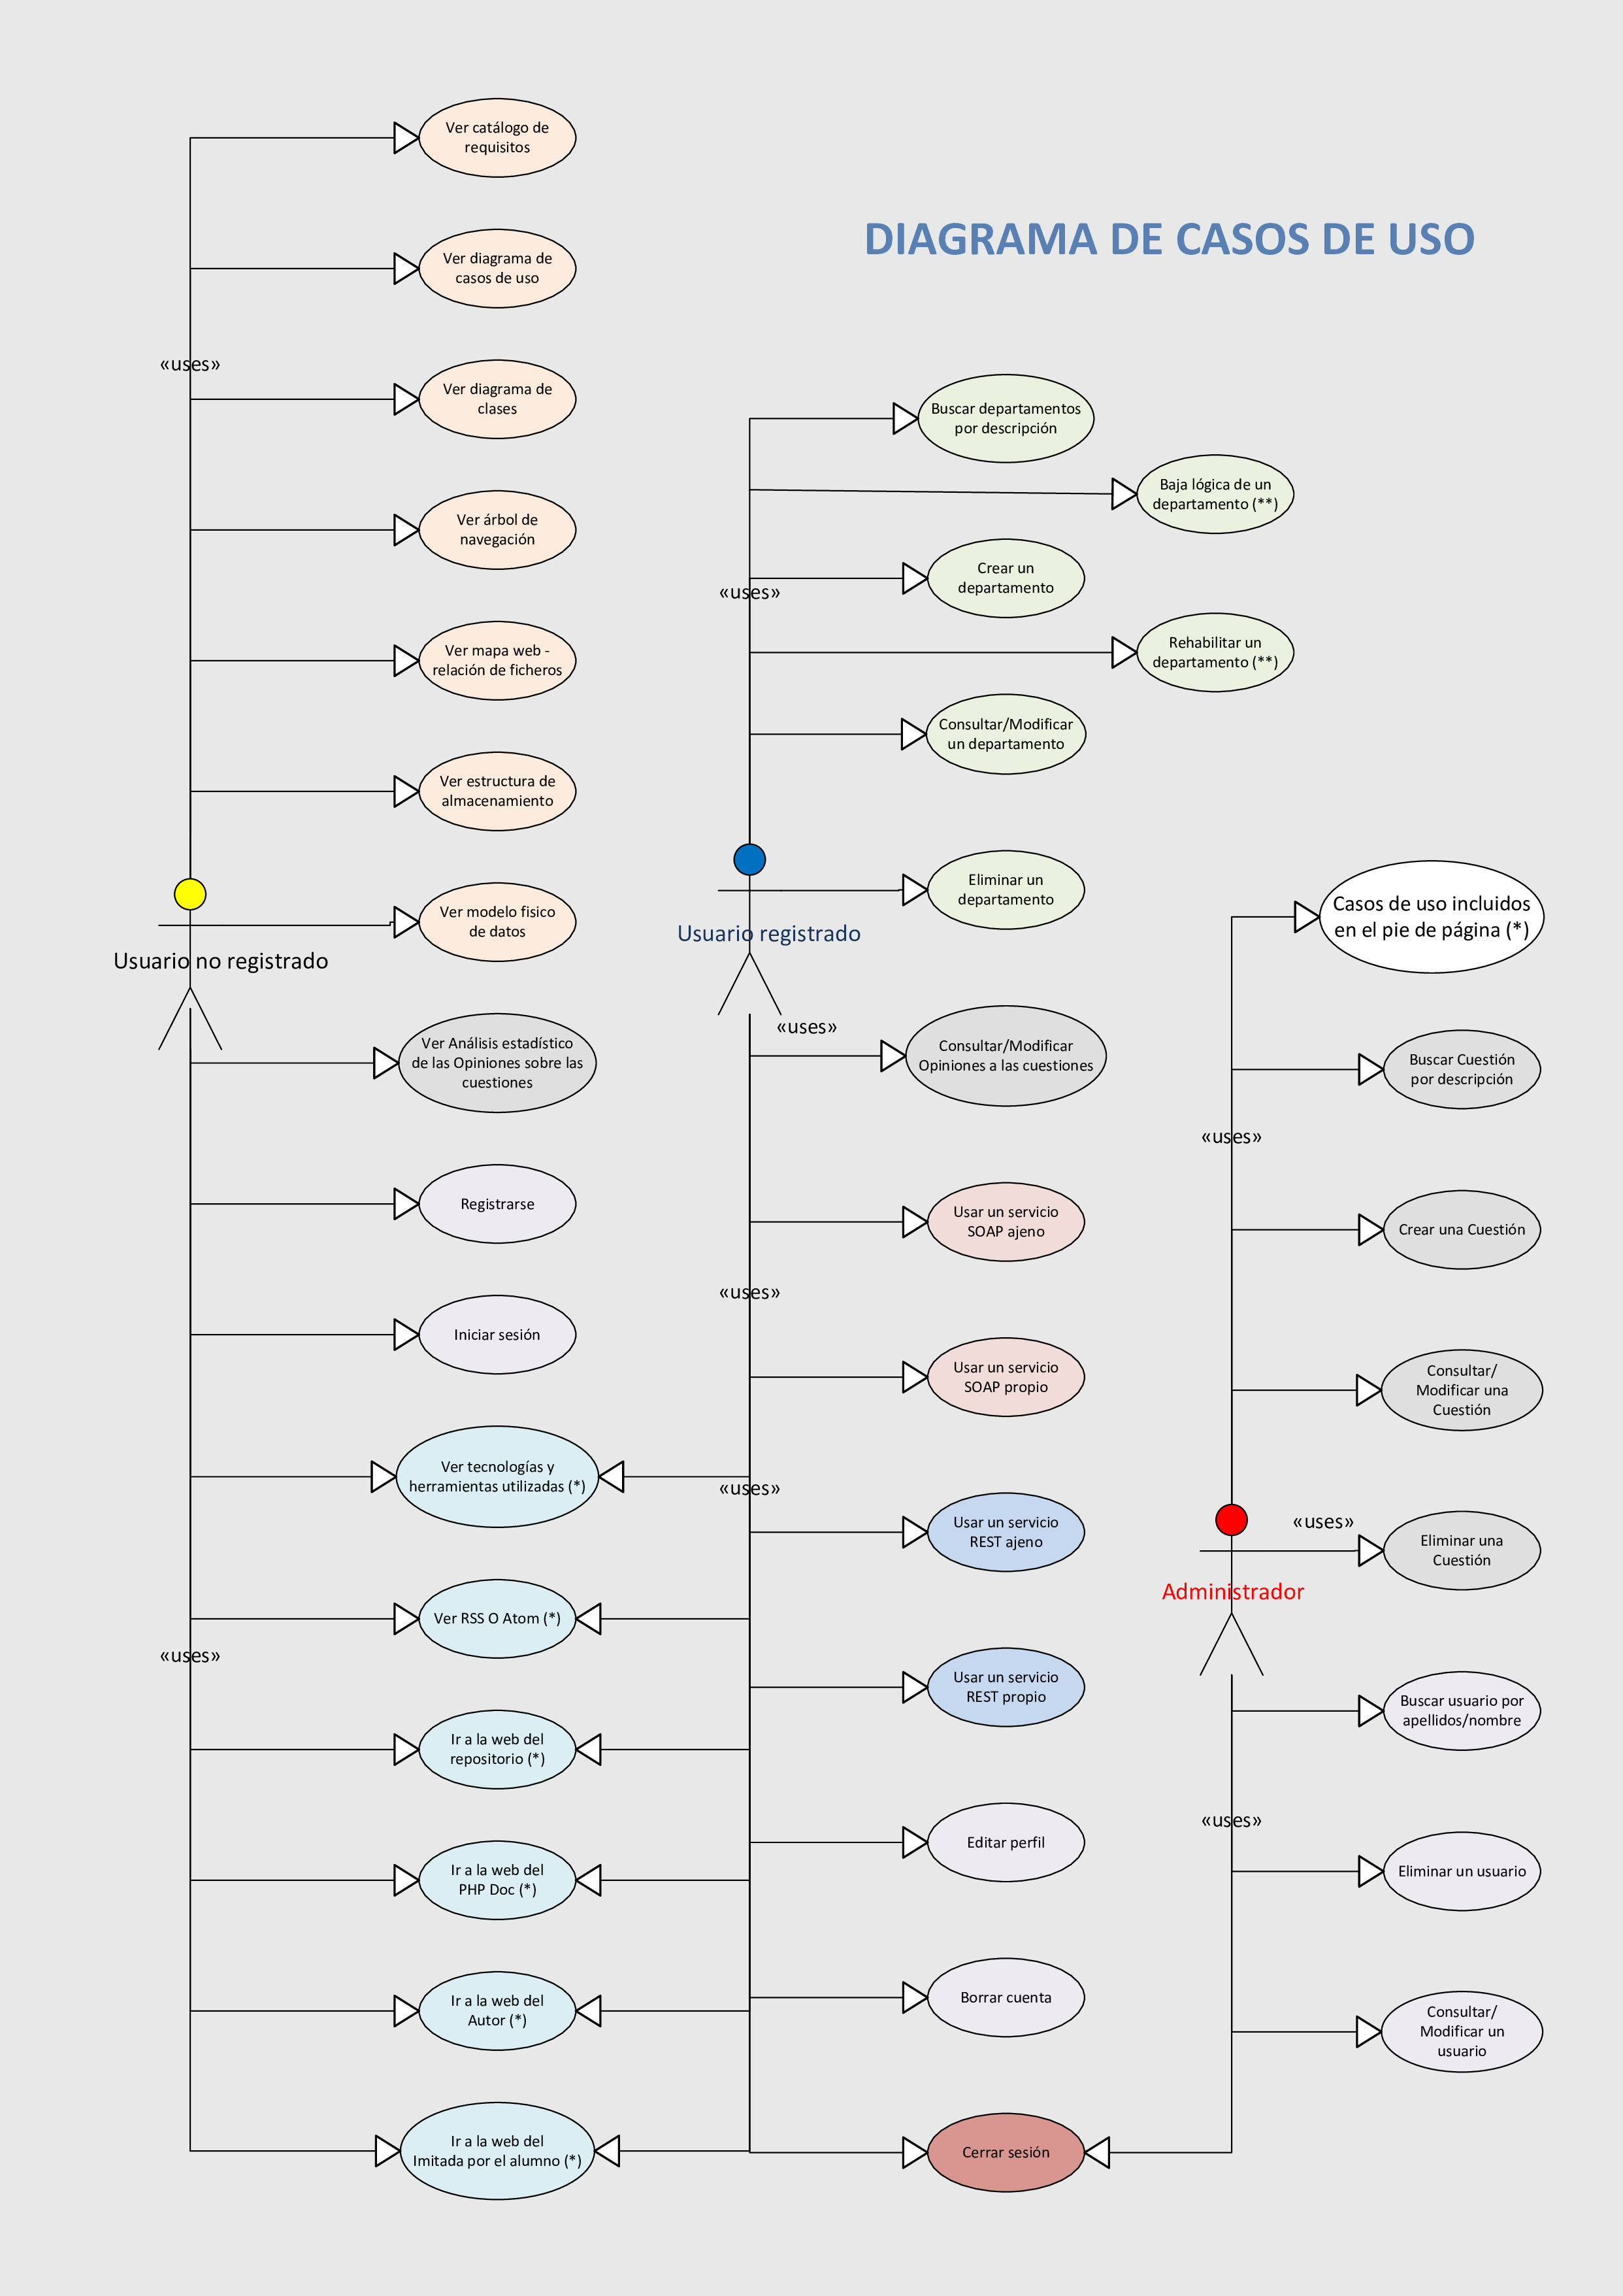 DIAGRAMA DE CASOS DE USO
Ver catálogo de
requisitos
Ver diagrama de
casos de uso
«uses»
Ver diagrama de
clases
Ver árbol de
navegación
Ver mapa web -
relación de ficheros
Ver estructura de
almacenamiento
Ver modelo fisico
de datos
Usuario no registrado
Ver Análisis estadístico
de las Opiniones sobre las
cuestiones
Registrarse
Iniciar sesión
Ver tecnologías y
herramientas utilizadas (*)
Ver RSS O Atom (*)
«uses»
Ir a la web del
repositorio (*)
Ir a la web del
PHP Doc (*)
Ir a la web del
Autor (*)
Ir a la web del
Imitada por el alumno (*)
Buscar departamentos
por descripción
Baja lógica de un
departamento (**)
Crear un
departamento
«uses»
Rehabilitar un
departamento (**)
Consultar/Modificar
un departamento
Eliminar un
departamento
Usuario registrado
«uses»
Consultar/Modificar
Opiniones a las cuestiones
Usar un servicio
SOAP ajeno
«uses»
Usar un servicio
SOAP propio
«uses»
Usar un servicio
REST ajeno
Usar un servicio
REST propio
Editar perfil
Borrar cuenta
Cerrar sesión
Casos de uso incluidos
en el pie de página (*)
Buscar Cuestión
por descripción
«uses»
Crear una Cuestión
Consultar/
Modificar una
Cuestión
«uses»
Eliminar una
Cuestión
Administrador
Buscar usuario por
apellidos/nombre
«uses»
Eliminar un usuario
Consultar/
Modificar un
usuario